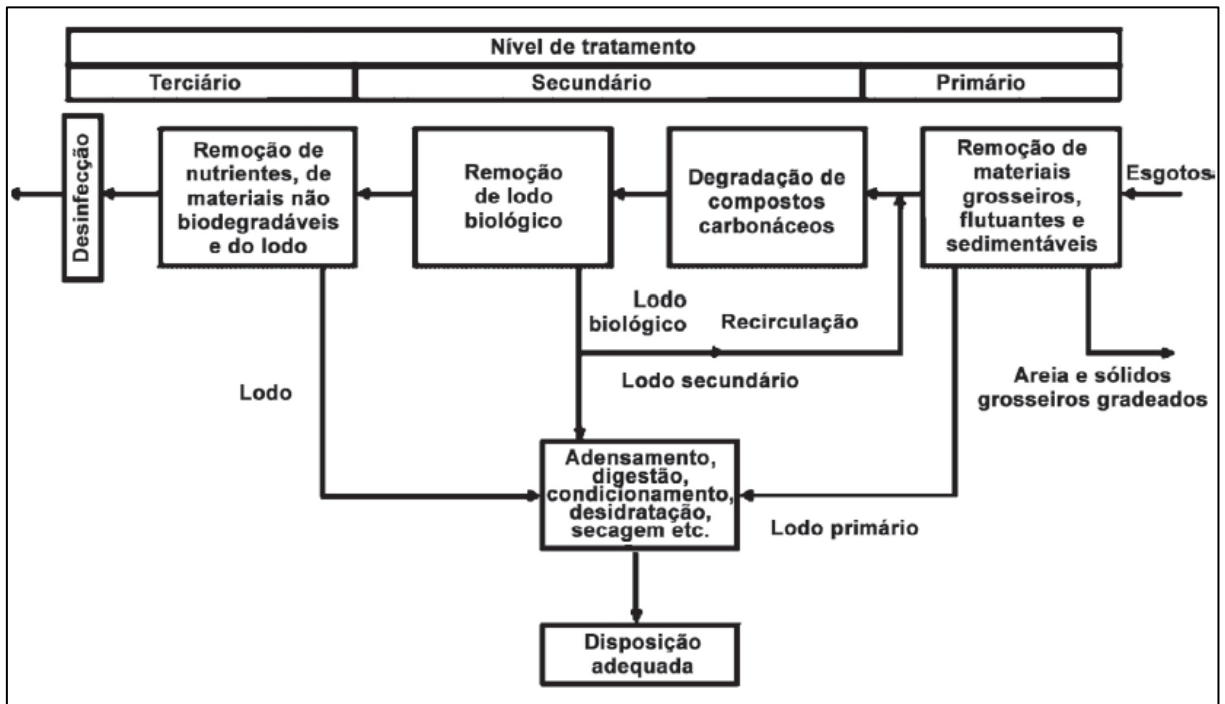 Nível de tratamento
Terciário
Secundário
Primário
Desinfecção
Remoção de
nutrientes, de
materiais não
biodegradáveis
e do lodo
Remoção
de lodo
biológico
Degradação de
compostos
carbonáceos
Remoção de
materiais
grosseiros,
flutuantes e
sedimentáveis
Esgotos
Lodo
biológico
Recirculação
Lodo secundário
Areia e sólidos
grosseiros gradeados
Lodo
Adensamento,
digestão,
condicionamento,
desidratação,
secagem etc.
Lodo primário
Disposição
adequada